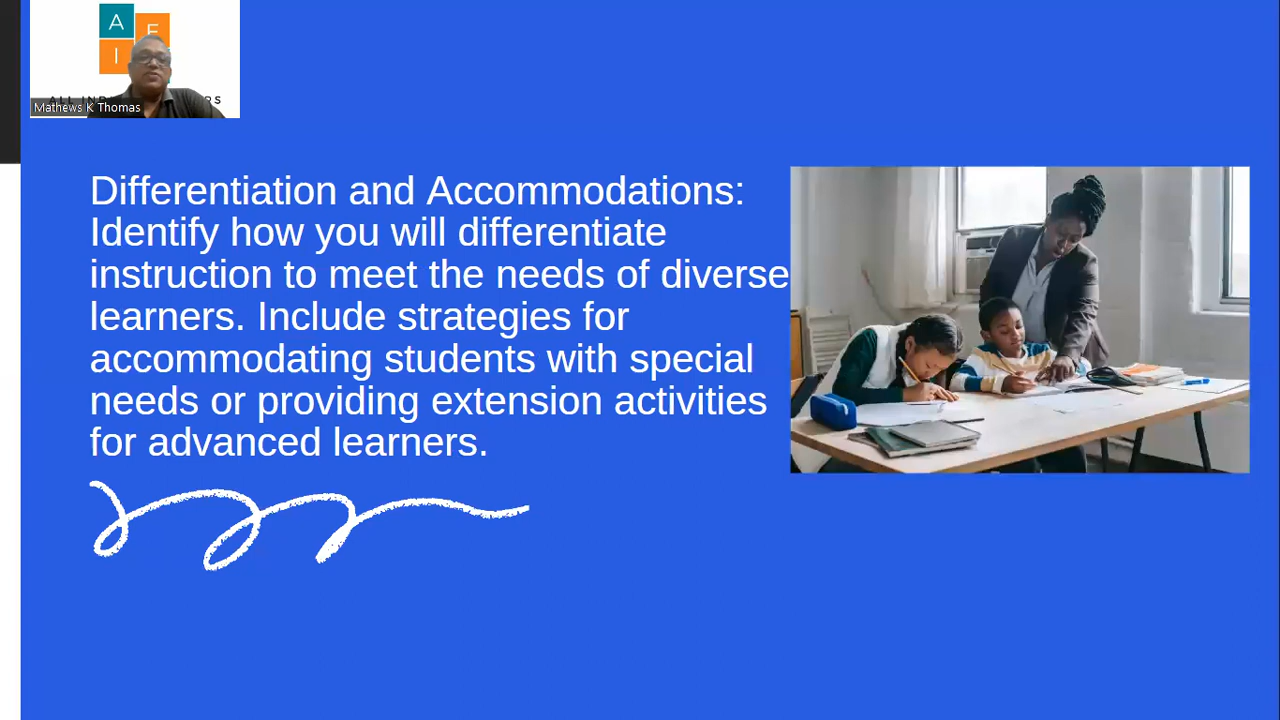 A
I
Mathews K Thomas
Differentiation and Accommodations:
Identify how you will differentiate
instruction to meet the needs of diverse
learners. Include strategies for
accommodating students with special
needs or providing extension activities
for advanced learners.